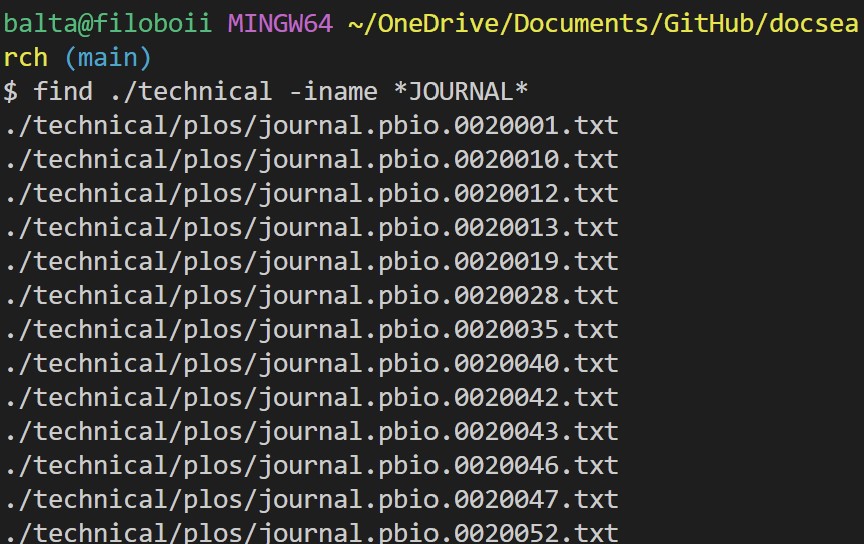 balta@filoboii MINGW64 ~/OneDrive/Documents/GitHub/docsea
rch (main)
$ find ./technical -iname *JOURNAL*
./technical/plos/journal.pbio.0020001.txt
./technical/plos/journal.pbio.0020010.txt
./technical/plos/journal.pbio.0020012.txt
./technical/plos/journal.pbio.0020013.txt
./technical/plos/journal.pbio.0020019.txt
./technical/plos/journal.pbio.0020028.txt
./technical/plos/journal.pbio.0020035.txt
./technical/plos/journal.pbio.0020040.txt
./technical/plos/journal.pbio.0020042.txt
./technical/plos/journal.pbio.0020043.txt
./technical/plos/journal.pbio.0020046.txt
./technical/plos/journal.pbio.0020047.txt
./technical/plos/journal.pbio.0020052.txt